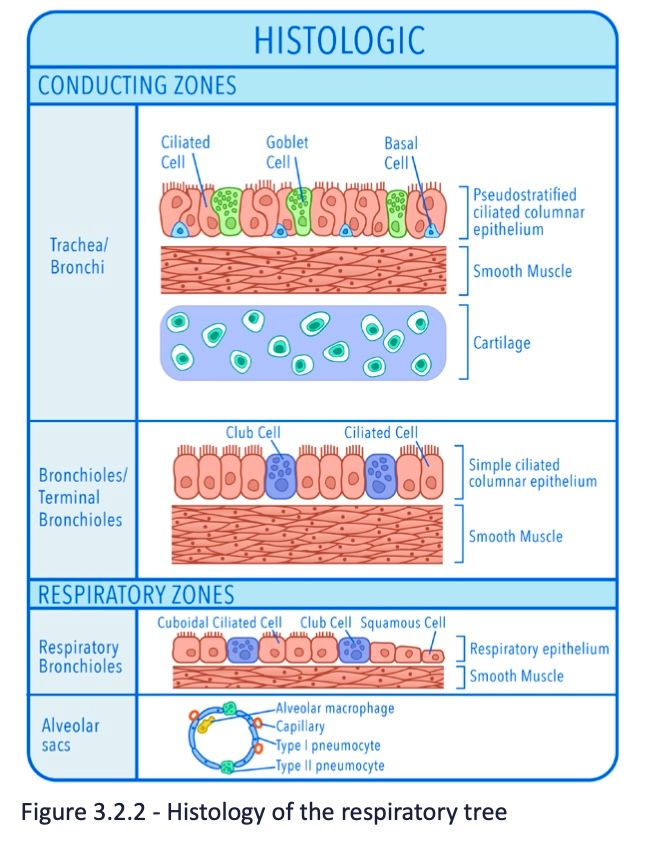 HISTOLOGIC
CONDUCTING ZONES
Trachea/
Bronchi
Ciliated
Cell
Goblet
Cell
Basal
Cell
Pseudostratified
ciliated columnar
epithelium
Smooth Muscle
Cartilage
Bronchioles/
Terminal
Bronchioles
Club Cell
Ciliated Cell
Simple ciliated
columnar epithelium
Smooth Muscle
RESPIRATORY ZONES
Respiratory
Bronchioles
Cuboidal Ciliated Cell
Club Cell
Squamous Cell
Respiratory epithelium
Smooth Muscle
Alveolar
sacs
Alveolar macrophage
Capillary
Type I pneumocyte
Type II pneumocyte
Figure 3.2.2 - Histology of the respiratory tree